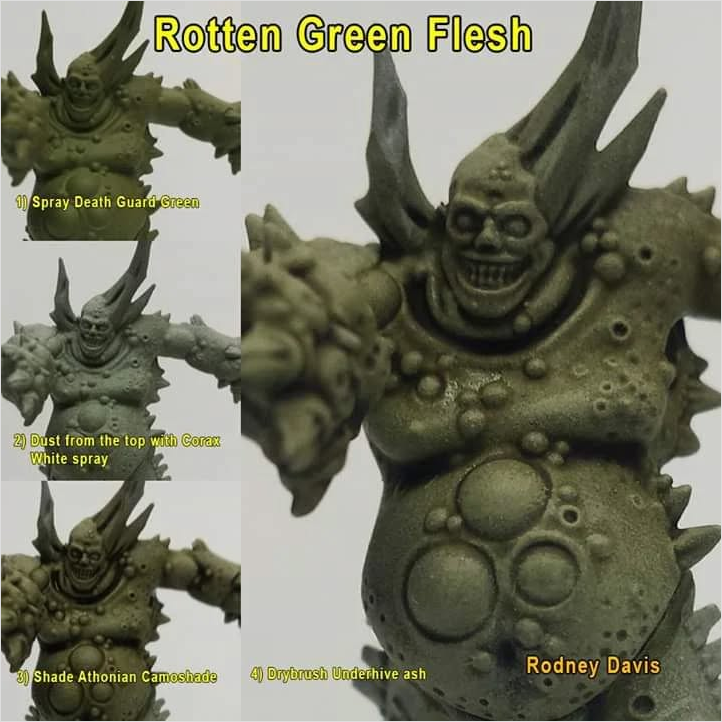 Rotten Green Flesh
1) Spray Death Guard Green
2) Dust from the top with Corax
White spray
3) Shade Athonian Camoshade
4) Drybrush Underhive ash
Rodney Davis